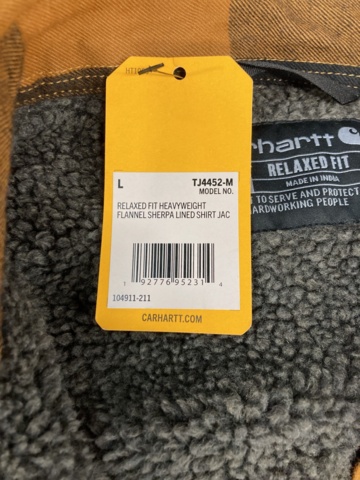 L TJ4452-M
MODEL NO.
RELAXED FIT HEAVYWEIGHT
FLANNEL SHERPA LINED SHIRT JAC
1 92776 95231 4
104911-211
CARHARTT.COM
hartt
RELAXED FIT
MADE IN INDIA
TO SERVE AND PROTECT
ARDWORKING PEOPLE